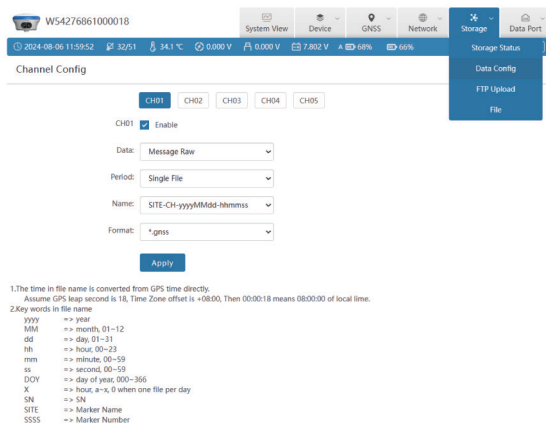 W54276861000018
System View
Device
GNSS
Network
Storage
Data Port
2024-08-06 11:59:52 32/51 34.1 ℃ 0.000 V 0.000 V 7.802 V A 68% 66%
Storage Status
Data Config
FTP Upload
File
Channel Config
CH01 CH02 CH03 CH04 CH05
CH01 Enable
Data: Message Raw
Period: Single File
Name: SITE-CH-yyyyMMdd-hhmmss
Format: *.gnss
Apply
1.The time in file name is converted from GPS time directly.
Assume GPS leap second is 18, Time Zone offset is +08:00, Then 00:00:18 means 08:00:00 of local lime.
2.Key words in file name
yyyy => year
MM => month, 01~12
dd => day, 01~31
hh => hour, 00~23
mm => minute, 00~59
ss => second, 00~59
DOY => day of year, 000~366
X => hour, a~x, 0 when one file per day
SN => SN
SITE => Marker Name
SSSS => Marker Number